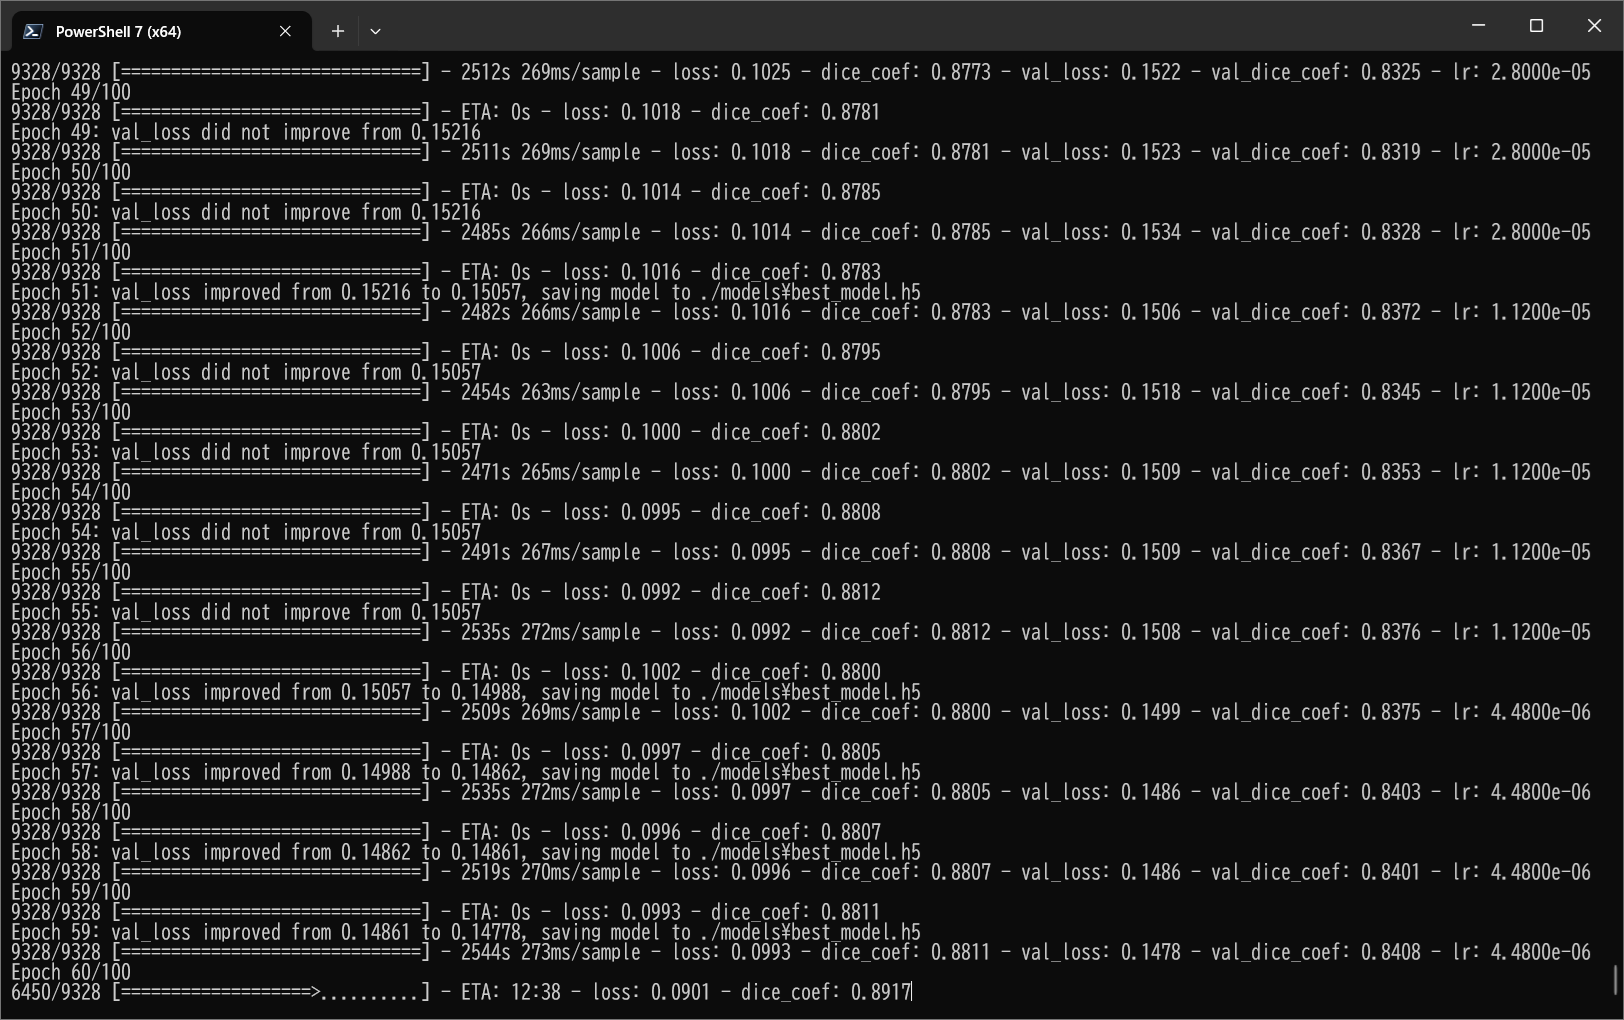 PowerShell 7 (x64)
9328/9328 [==============================] - 2512s 269ms/sample - loss: 0.1025 - dice_coef: 0.8773 - val_loss: 0.1522 - val_dice_coef: 0.8325 - lr: 2.8000e-05
Epoch 49/100
9328/9328 [==============================] - ETA: 0s - loss: 0.1018 - dice_coef: 0.8781
Epoch 49: val_loss did not improve from 0.15216
9328/9328 [==============================] - 2511s 269ms/sample - loss: 0.1018 - dice_coef: 0.8781 - val_loss: 0.1523 - val_dice_coef: 0.8319 - lr: 2.8000e-05
Epoch 50/100
9328/9328 [==============================] - ETA: 0s - loss: 0.1014 - dice_coef: 0.8785
Epoch 50: val_loss did not improve from 0.15216
9328/9328 [==============================] - 2485s 266ms/sample - loss: 0.1014 - dice_coef: 0.8785 - val_loss: 0.1534 - val_dice_coef: 0.8328 - lr: 2.8000e-05
Epoch 51/100
9328/9328 [==============================] - ETA: 0s - loss: 0.1016 - dice_coef: 0.8783
Epoch 51: val_loss improved from 0.15216 to 0.15057, saving model to ./models¥best_model.h5
9328/9328 [==============================] - 2482s 266ms/sample - loss: 0.1016 - dice_coef: 0.8783 - val_loss: 0.1506 - val_dice_coef: 0.8372 - lr: 1.1200e-05
Epoch 52/100
9328/9328 [==============================] - ETA: 0s - loss: 0.1006 - dice_coef: 0.8795
Epoch 52: val_loss did not improve from 0.15057
9328/9328 [==============================] - 2454s 263ms/sample - loss: 0.1006 - dice_coef: 0.8795 - val_loss: 0.1518 - val_dice_coef: 0.8345 - lr: 1.1200e-05
Epoch 53/100
9328/9328 [==============================] - ETA: 0s - loss: 0.1000 - dice_coef: 0.8802
Epoch 53: val_loss did not improve from 0.15057
9328/9328 [==============================] - 2471s 265ms/sample - loss: 0.1000 - dice_coef: 0.8802 - val_loss: 0.1509 - val_dice_coef: 0.8353 - lr: 1.1200e-05
Epoch 54/100
9328/9328 [==============================] - ETA: 0s - loss: 0.0995 - dice_coef: 0.8808
Epoch 54: val_loss did not improve from 0.15057
9328/9328 [==============================] - 2491s 267ms/sample - loss: 0.0995 - dice_coef: 0.8808 - val_loss: 0.1509 - val_dice_coef: 0.8367 - lr: 1.1200e-05
Epoch 55/100
9328/9328 [==============================] - ETA: 0s - loss: 0.0992 - dice_coef: 0.8812
Epoch 55: val_loss did not improve from 0.15057
9328/9328 [==============================] - 2535s 272ms/sample - loss: 0.0992 - dice_coef: 0.8812 - val_loss: 0.1508 - val_dice_coef: 0.8376 - lr: 1.1200e-05
Epoch 56/100
9328/9328 [==============================] - ETA: 0s - loss: 0.1002 - dice_coef: 0.8800
Epoch 56: val_loss improved from 0.15057 to 0.14988, saving model to ./models¥best_model.h5
9328/9328 [==============================] - 2509s 269ms/sample - loss: 0.1002 - dice_coef: 0.8800 - val_loss: 0.1499 - val_dice_coef: 0.8375 - lr: 4.4800e-06
Epoch 57/100
9328/9328 [==============================] - ETA: 0s - loss: 0.0997 - dice_coef: 0.8805
Epoch 57: val_loss improved from 0.14988 to 0.14862, saving model to ./models¥best_model.h5
9328/9328 [==============================] - 2535s 272ms/sample - loss: 0.0997 - dice_coef: 0.8805 - val_loss: 0.1486 - val_dice_coef: 0.8403 - lr: 4.4800e-06
Epoch 58/100
9328/9328 [==============================] - ETA: 0s - loss: 0.0996 - dice_coef: 0.8807
Epoch 58: val_loss improved from 0.14862 to 0.14861, saving model to ./models¥best_model.h5
9328/9328 [==============================] - 2519s 270ms/sample - loss: 0.0996 - dice_coef: 0.8807 - val_loss: 0.1486 - val_dice_coef: 0.8401 - lr: 4.4800e-06
Epoch 59/100
9328/9328 [==============================] - ETA: 0s - loss: 0.0993 - dice_coef: 0.8811
Epoch 59: val_loss improved from 0.14861 to 0.14778, saving model to ./models¥best_model.h5
9328/9328 [==============================] - 2544s 273ms/sample - loss: 0.0993 - dice_coef: 0.8811 - val_loss: 0.1478 - val_dice_coef: 0.8408 - lr: 4.4800e-06
Epoch 60/100
6450/9328 [===================>..........] - ETA: 12:38 - loss: 0.0901 - dice_coef: 0.8917